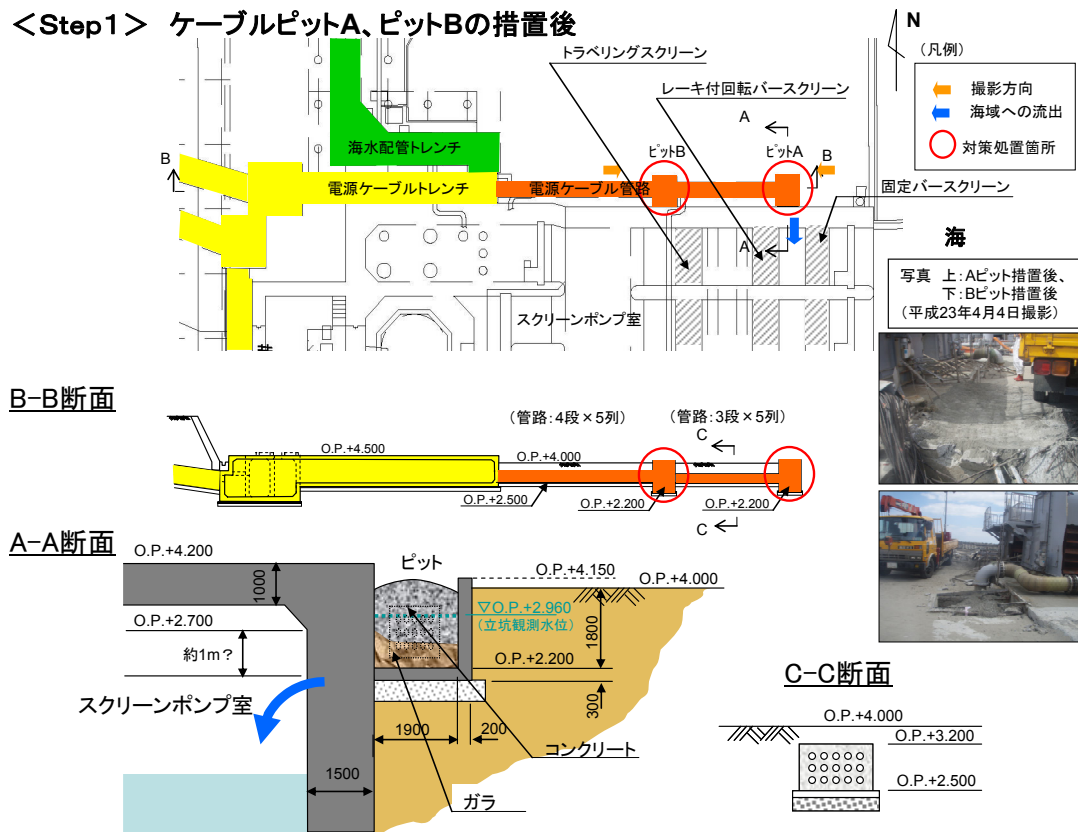 ＜Step1＞　ケーブルピットA、ピットBの措置後
トラベリングスクリーン
レーキ付回転バースクリーン
N
(凡例)
撮影方向
海域への流出
対策処置箇所
海水配管トレンチ
電源ケーブルトレンチ
電源ケーブル管路
ピットB
ピットA
A
A
B
B
固定バースクリーン
海
スクリーンポンプ室
写真　上：Aピット措置後、
下：Bピット措置後
(平成23年4月4日撮影)
B-B断面
(管路：4段×5列)
(管路：3段×5列)
C
C
O.P.+4.500
O.P.+4.000
O.P.+2.500
O.P.+2.200
O.P.+2.200
A-A断面
O.P.+4.200
1000
O.P.+2.700
約1m？
スクリーンポンプ室
1500
ピット
O.P.+4.150
O.P.+4.000
▽O.P.+2.960
(立坑観測水位)
1800
O.P.+2.200
300
1900
200
コンクリート
ガラ
C-C断面
O.P.+4.000
O.P.+3.200
O.P.+2.500